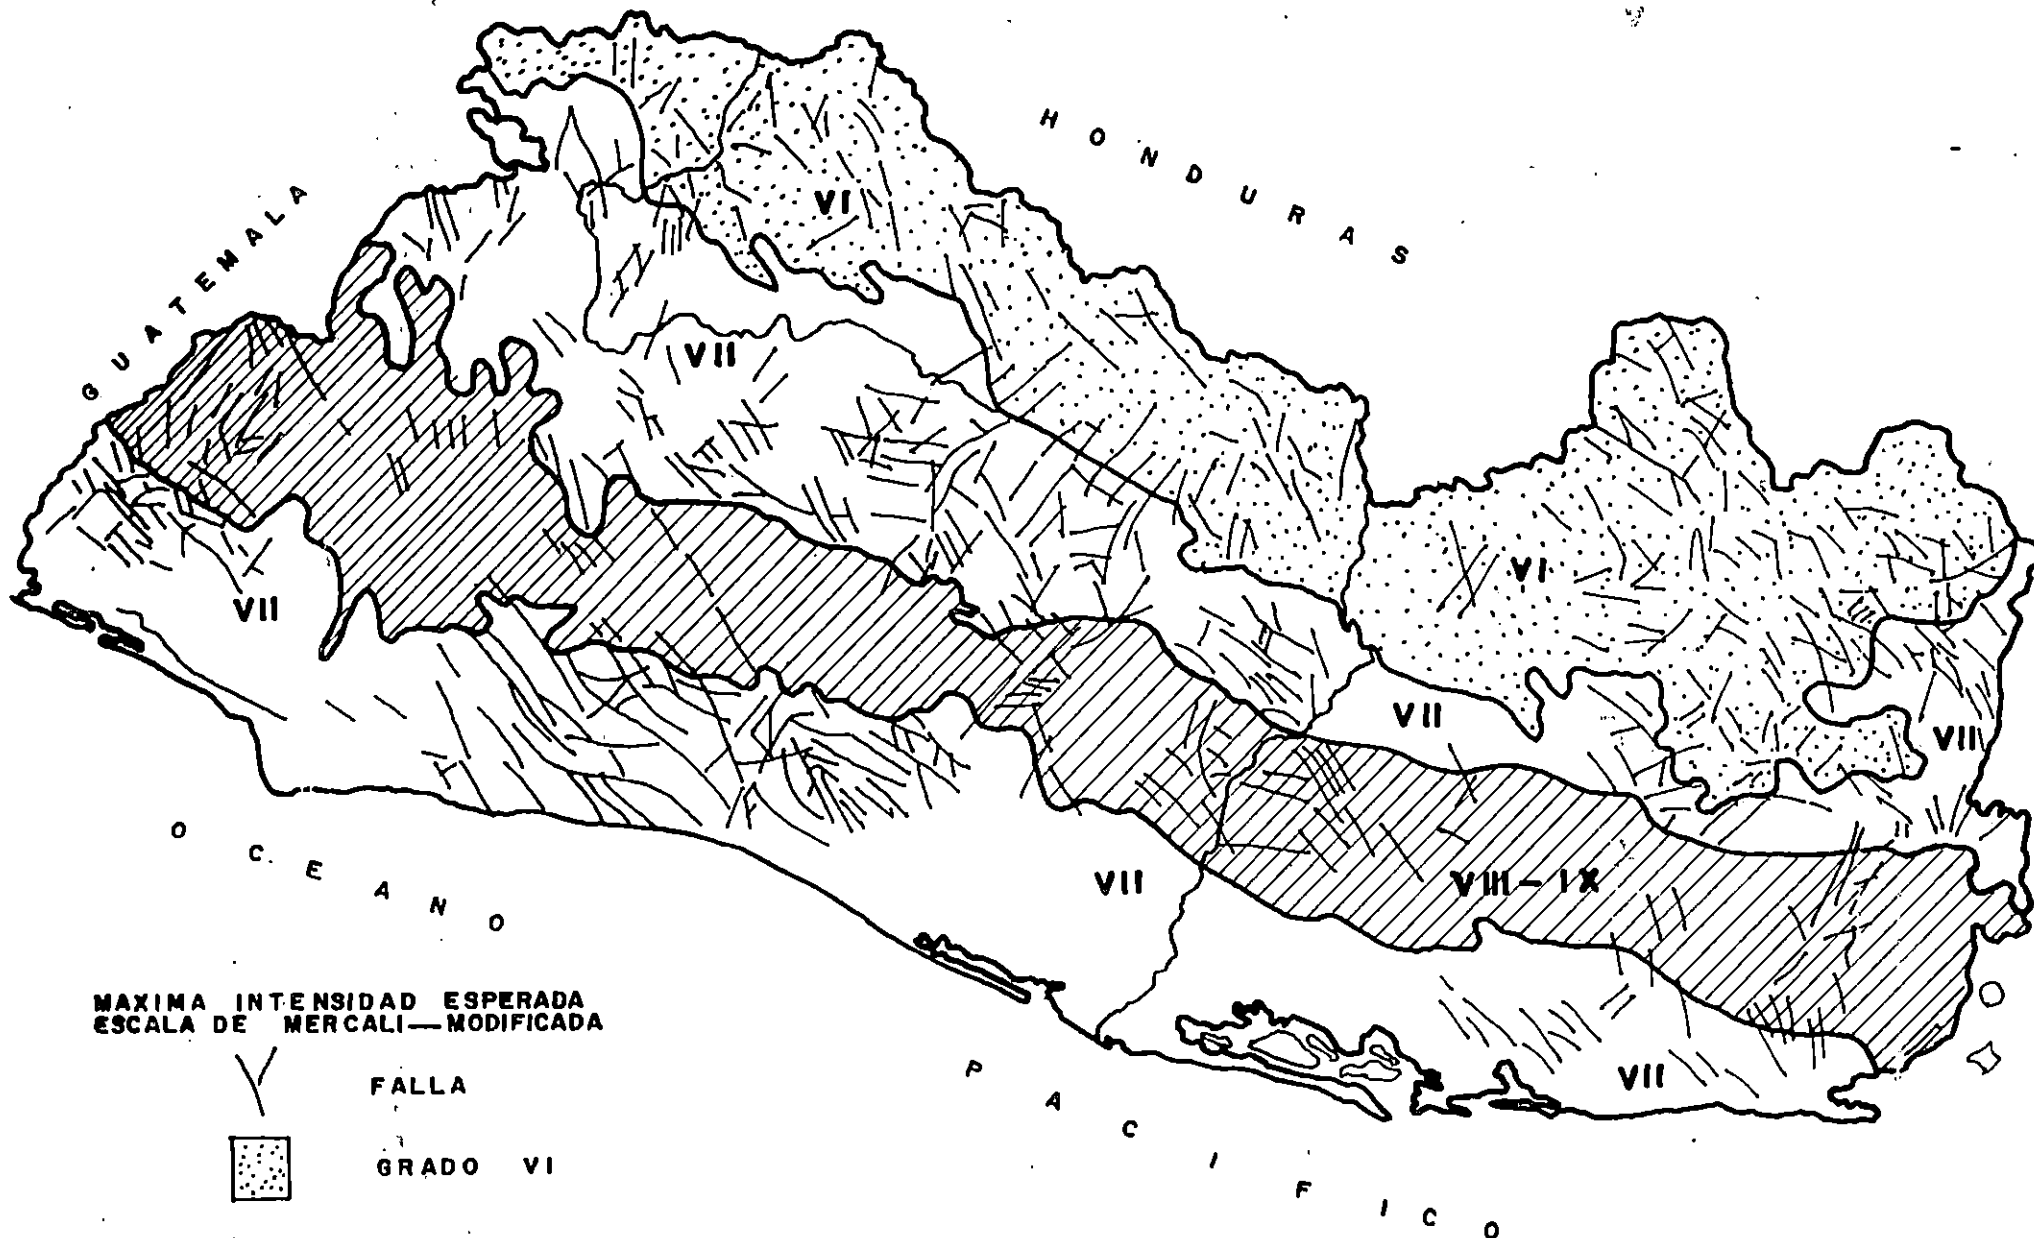 HONDURAS
GUATEMALA
VI
VII
VI
VII
VII
VII
VII
VIII-IX
VII
OCEANO
PACIFICO
MAXIMA INTENSIDAD ESPERADA
ESCALA DE MERCALI—MODIFICADA
FALLA
GRADO VI